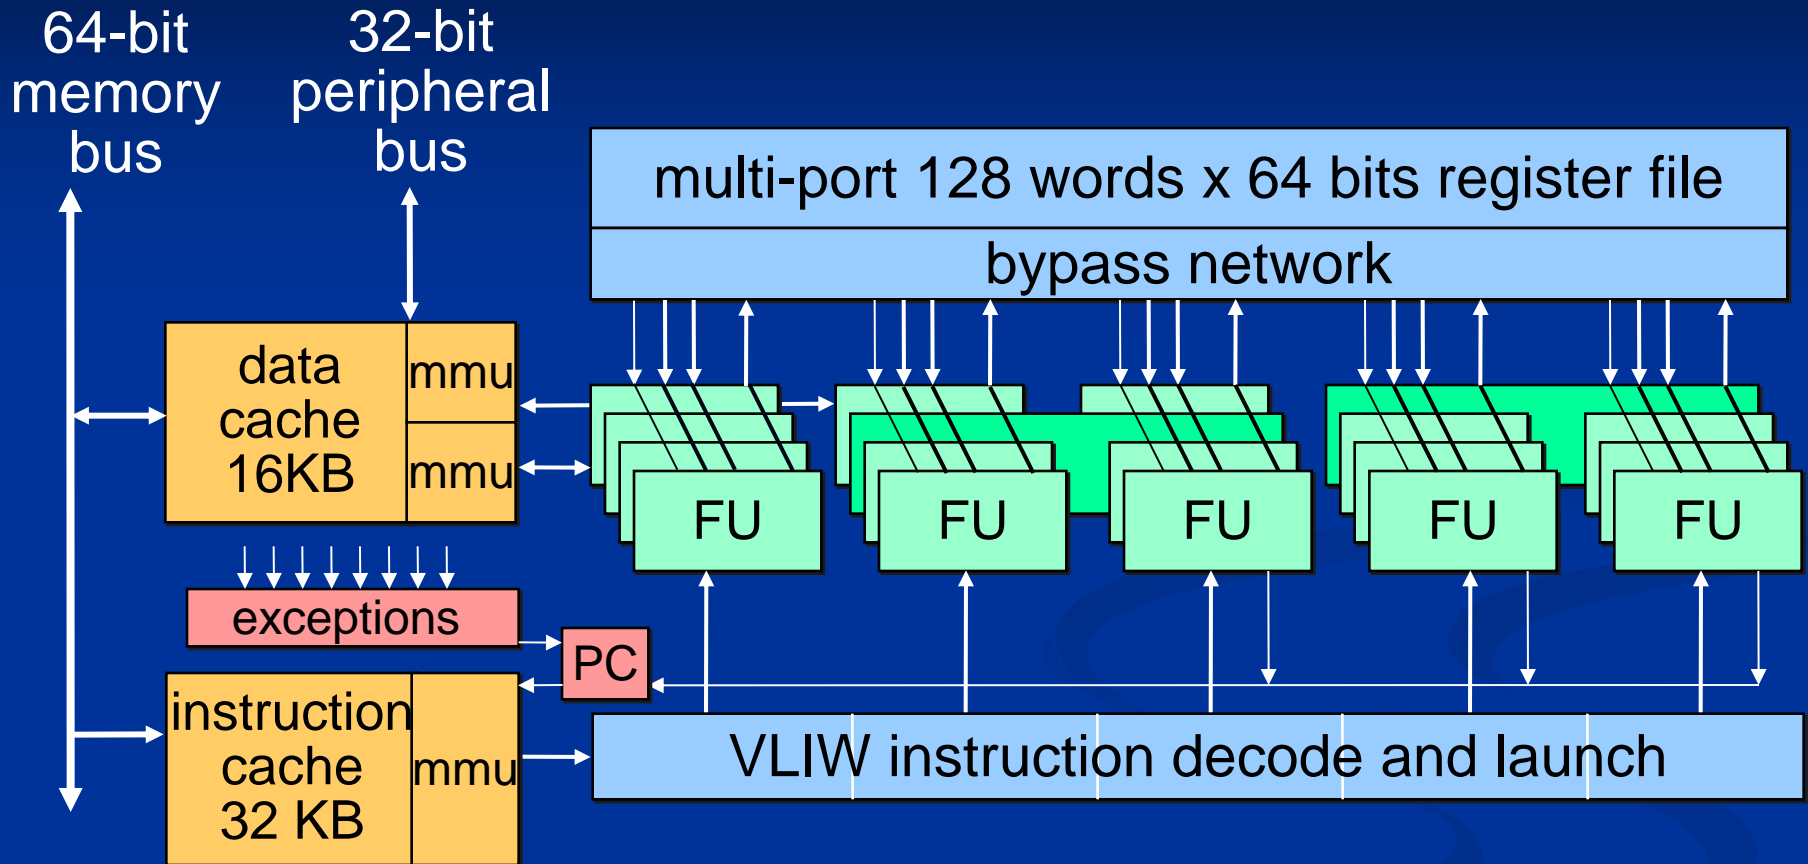 64-bit
memory
bus
32-bit
peripheral
bus
multi-port 128 words x 64 bits register file
bypass network
data
cache
16KB
mmu
mmu
FU
FU
FU
FU
FU
exceptions
PC
instruction
cache
32 KB
mmu
VLIW instruction decode and launch